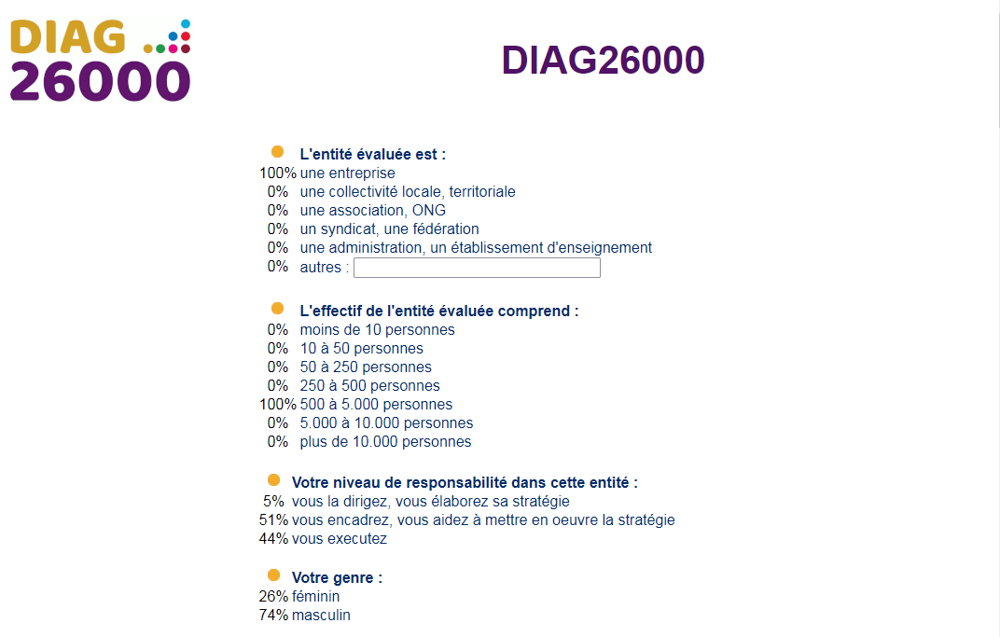 DIAG
26000
DIAG26000
L'entité évaluée est :
100% une entreprise
0% une collectivité locale, territoriale
0% une association, ONG
0% un syndicat, une fédération
0% une administration, un établissement d'enseignement
0% autres :
L'effectif de l'entité évaluée comprend :
0% moins de 10 personnes
0% 10 à 50 personnes
0% 50 à 250 personnes
0% 250 à 500 personnes
100% 500 à 5.000 personnes
0% 5.000 à 10.000 personnes
0% plus de 10.000 personnes
Votre niveau de responsabilité dans cette entité :
5% vous la dirigez, vous élaborez sa stratégie
51% vous encadrez, vous aidez à mettre en oeuvre la stratégie
44% vous executez
Votre genre :
26% féminin
74% masculin